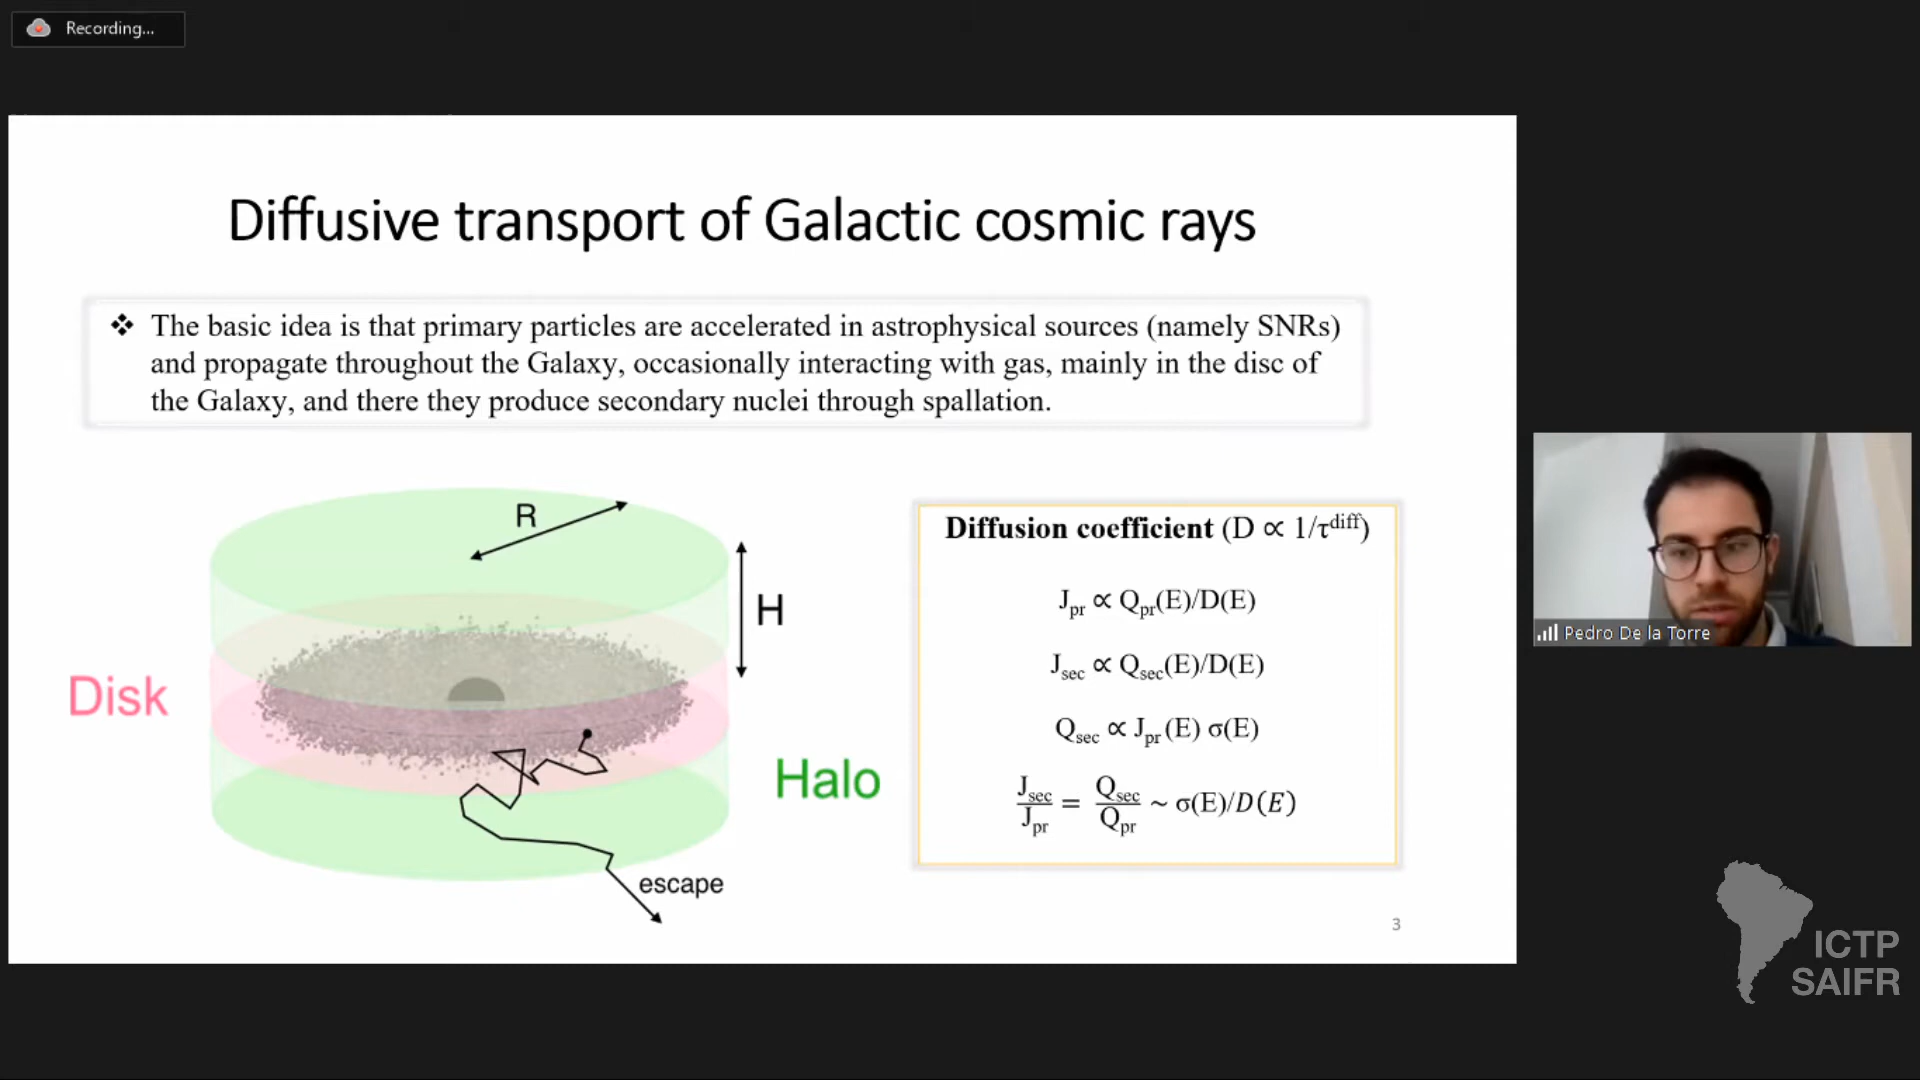 Recording...
Diffusive transport of Galactic cosmic rays
❖ The basic idea is that primary particles are accelerated in astrophysical sources (namely SNRs)
and propagate throughout the Galaxy, occasionally interacting with gas, mainly in the disc of
the Galaxy, and there they produce secondary nuclei through spallation.
R
H
Disk
Halo
escape
Diffusion coefficient (D ∝ 1/τ^diff)
J_pr ∝ Q_pr(E)/D(E)
J_sec ∝ Q_sec(E)/D(E)
Q_sec ∝ J_pr(E) σ(E)
J_sec/J_pr = Q_sec/Q_pr ~ σ(E)/D(E)
3
Pedro De la Torre
ICTP
SAIFR